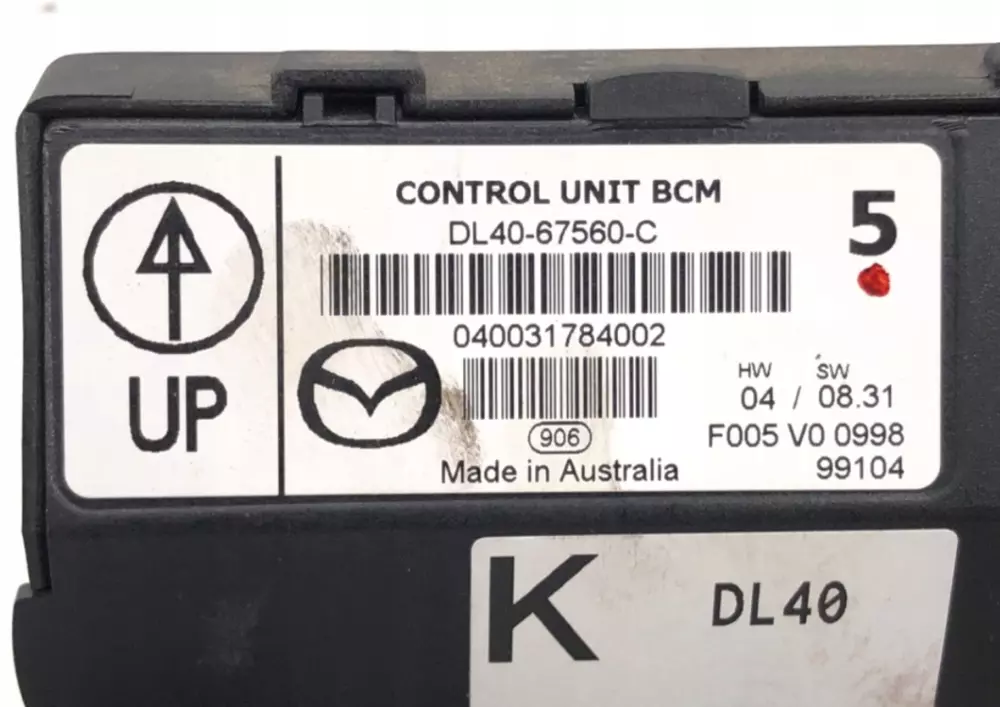 CONTROL UNIT BCM
DL40-67560-C
5
040031784002
HW SW
04 / 08.31
906
F005 V0 0998
Made in Australia
99104
UP
K
DL40